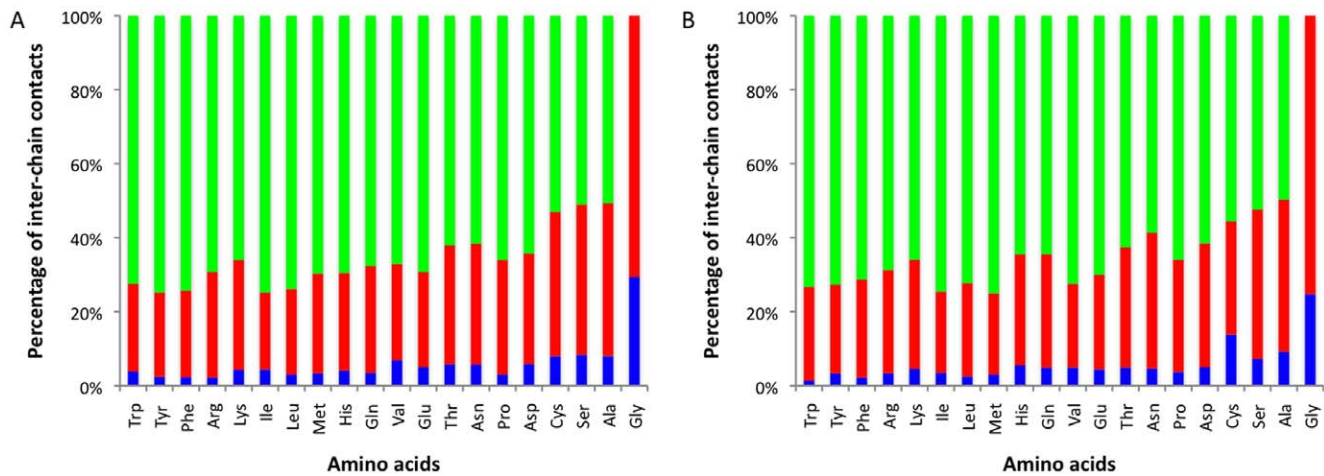 A
Percentage of inter-chain contacts
100%
80%
60%
40%
20%
0%
Trp
Tyr
Phe
Arg
Lys
Ile
Leu
Met
His
Gln
Val
Glu
Thr
Asn
Pro
Asp
Cys
Ser
Ala
Gly
Amino acids
B
Percentage of inter-chain contacts
100%
80%
60%
40%
20%
0%
Trp
Tyr
Phe
Arg
Lys
Ile
Leu
Met
His
Gln
Val
Glu
Thr
Asn
Pro
Asp
Cys
Ser
Ala
Gly
Amino acids